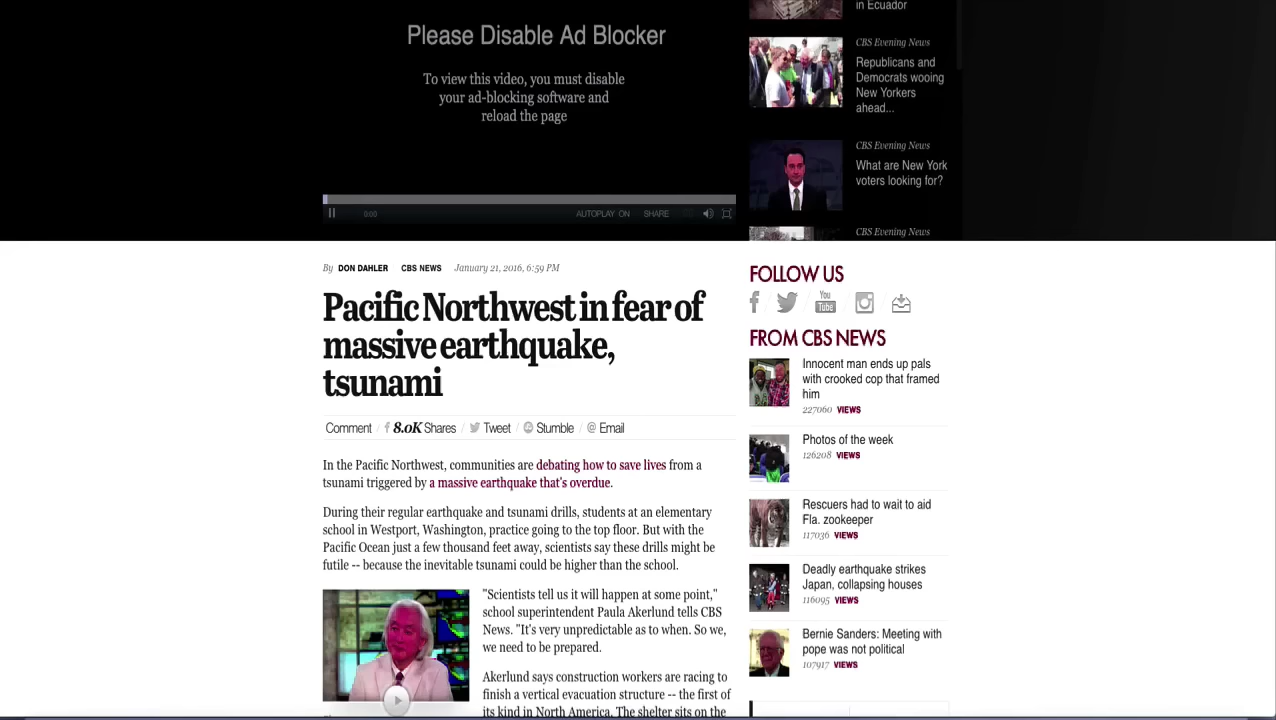 Please Disable Ad Blocker
To view this video, you must disable
your ad-blocking software and
reload the page
0:00
AUTOPLAY ON
SHARE
in Ecuador
CBS Evening News
Republicans and
Democrats wooing
New Yorkers
ahead...
CBS Evening News
What are New York
voters looking for?
CBS Evening News
By DON DAHLER CBS NEWS January 21, 2016, 6:59 PM
Pacific Northwest in fear of
massive earthquake,
tsunami
Comment / f 8.0K Shares / Tweet / Stumble / @ Email
In the Pacific Northwest, communities are debating how to save lives from a
tsunami triggered by a massive earthquake that's overdue.
During their regular earthquake and tsunami drills, students at an elementary
school in Westport, Washington, practice going to the top floor. But with the
Pacific Ocean just a few thousand feet away, scientists say these drills might be
futile -- because the inevitable tsunami could be higher than the school.
"Scientists tell us it will happen at some point,"
school superintendent Paula Akerlund tells CBS
News. "It's very unpredictable as to when. So we,
we need to be prepared.
Akerlund says construction workers are racing to
finish a vertical evacuation structure -- the first of
its kind in North America. The shelter sits on the
FOLLOW US
You
Tube
FROM CBS NEWS
Innocent man ends up pals
with crooked cop that framed
him
227060 VIEWS
Photos of the week
126208 VIEWS
Rescuers had to wait to aid
Fla. zookeeper
117036 VIEWS
Deadly earthquake strikes
Japan, collapsing houses
116095 VIEWS
Bernie Sanders: Meeting with
pope was not political
107917 VIEWS